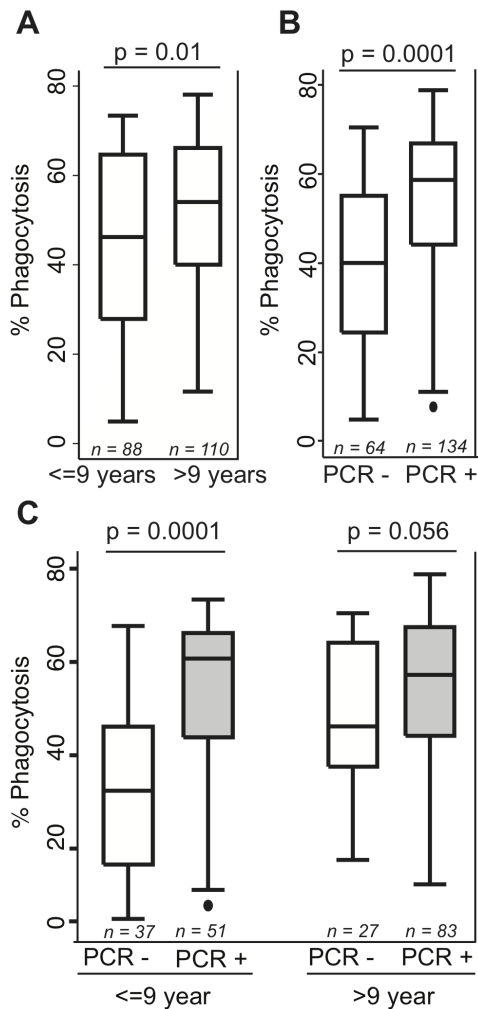 A
p = 0.01
% Phagocytosis
80
60
40
20
0
n = 88 n = 110
<=9 years >9 years
B
p = 0.0001
% Phagocytosis
80
60
40
20
0
n = 64 n = 134
PCR - PCR +
C
p = 0.0001 p = 0.056
% Phagocytosis
80
60
40
20
0
n = 37 n = 51 n = 27 n = 83
PCR - PCR + PCR - PCR +
<=9 year >9 year